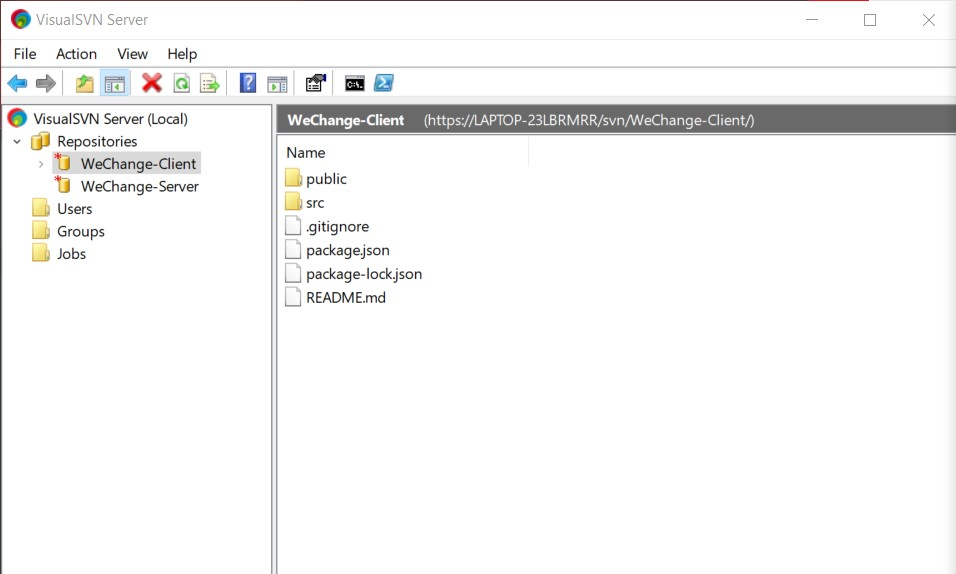 VisualSVN Server
File Action View Help
VisualSVN Server (Local)
Repositories
WeChange-Client
WeChange-Server
Users
Groups
Jobs
WeChange-Client (https://LAPTOP-23LBRMRR/svn/WeChange-Client/)
Name
public
src
.gitignore
package.json
package-lock.json
README.md